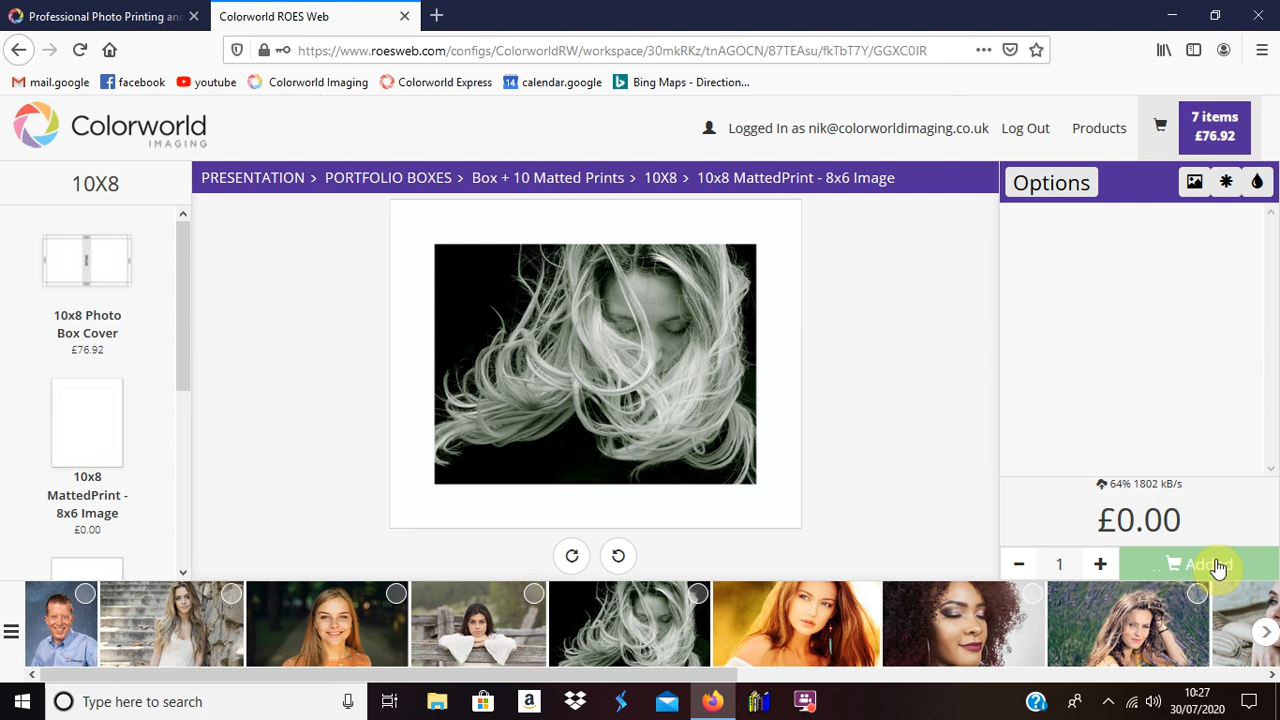 Professional Photo Printing and
Colorworld ROES Web
https://www.roesweb.com/configs/ColorworldRW/workspace/30mkRKz/tnAGOCN/87TEAsu/fkTbT7Y/GGXC0IR
mail.google
facebook
youtube
Colorworld Imaging
Colorworld Express
14
calendar.google
Bing Maps - Direction...
Colorworld
IMAGING
Logged In as nik@colorworldimaging.co.uk
Log Out
Products
7 items
£76.92
10X8
PRESENTATION > PORTFOLIO BOXES > Box + 10 Matted Prints > 10X8 > 10x8 MattedPrint - 8x6 Image
Options
10x8 Photo
Box Cover
£76.92
10x8
MattedPrint -
8x6 Image
£0.00
64% 1802 kB/s
£0.00
1
Type here to search
10:27
30/07/2020